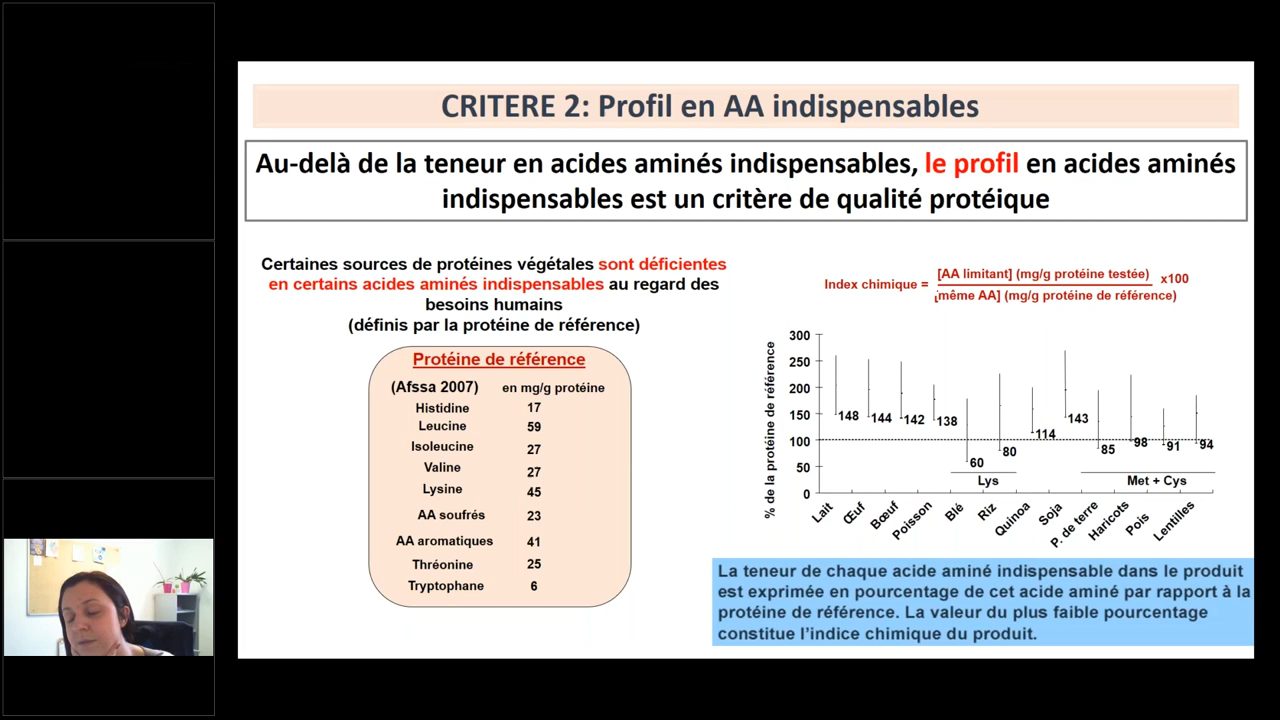 CRITERE 2: Profil en AA indispensables
Au-delà de la teneur en acides aminés indispensables, le profil en acides aminés
indispensables est un critère de qualité protéique
Certaines sources de protéines végétales sont déficientes
en certains acides aminés indispensables au regard des
besoins humains
(définis par la protéine de référence)
Protéine de référence
(Afssa 2007) en mg/g protéine
Histidine 17
Leucine 59
Isoleucine 27
Valine 27
Lysine 45
AA soufrés 23
AA aromatiques 41
Thréonine 25
Tryptophane 6
Index chimique = [AA limitant] (mg/g protéine testée) x100
[même AA] (mg/g protéine de référence)
% de la protéine de référence
300
250
200
150
100
50
0
148 144 142 138 60 80 114 143 85 98 91 94
Lys Met + Cys
Lait Œuf Bœuf Poisson Blé Riz Quinoa Soja P. de terre Haricots Pois Lentilles
La teneur de chaque acide aminé indispensable dans le produit
est exprimée en pourcentage de cet acide aminé par rapport à la
protéine de référence. La valeur du plus faible pourcentage
constitue l'indice chimique du produit.